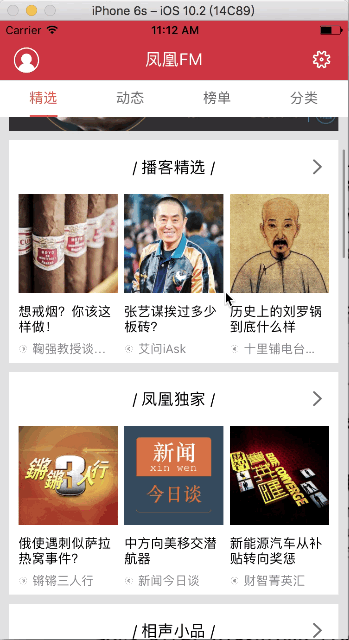 iPhone 6s – iOS 10.2 (14C89)
Carrier
11:12 AM
凤凰FM
精选
动态
榜单
分类
/ 播客精选 /
想戒烟？你该这样做！
张艺谋挨过多少板砖？
历史上的刘罗锅到底什么样
鞠强教授谈...
艾问iAsk
十里铺电台...
/ 凤凰独家 /
锵锵3人行
新闻
xin wen
今日谈
俄使遇刺似萨拉热窝事件？
中方向美移交潜航器
新能源汽车从补贴转向奖惩
锵锵三人行
新闻今日谈
财智菁英汇
/ 相声小品 /